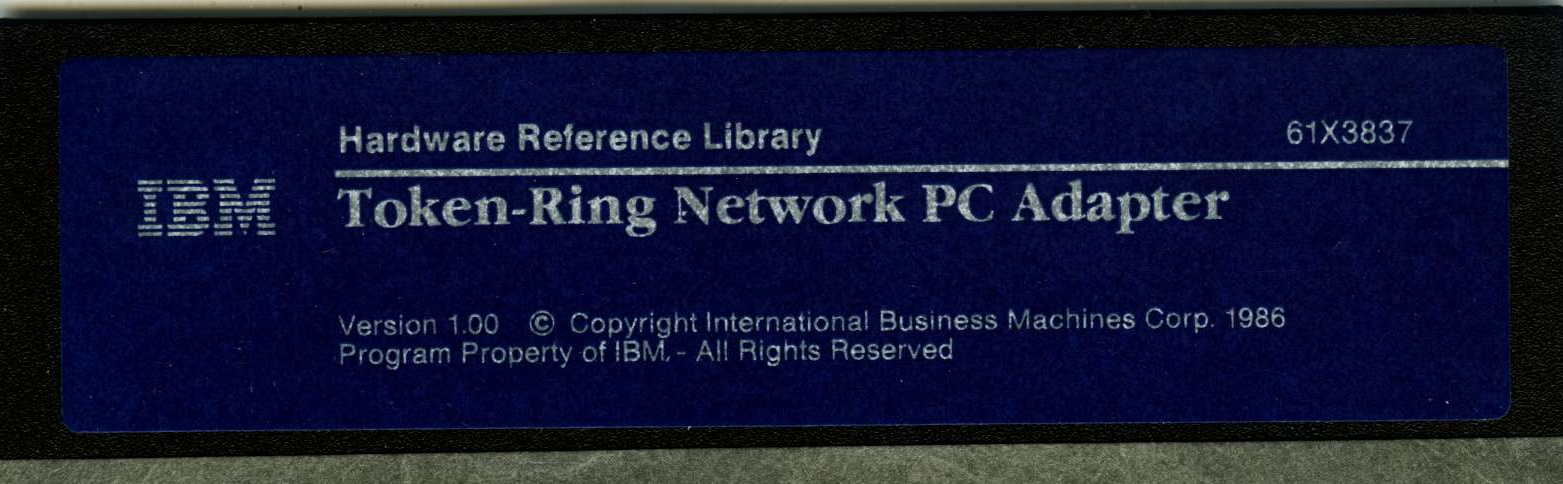 Hardware Reference Library 61X3837
IBM
Token-Ring Network PC Adapter
Version 1.00 © Copyright International Business Machines Corp. 1986
Program Property of IBM. - All Rights Reserved